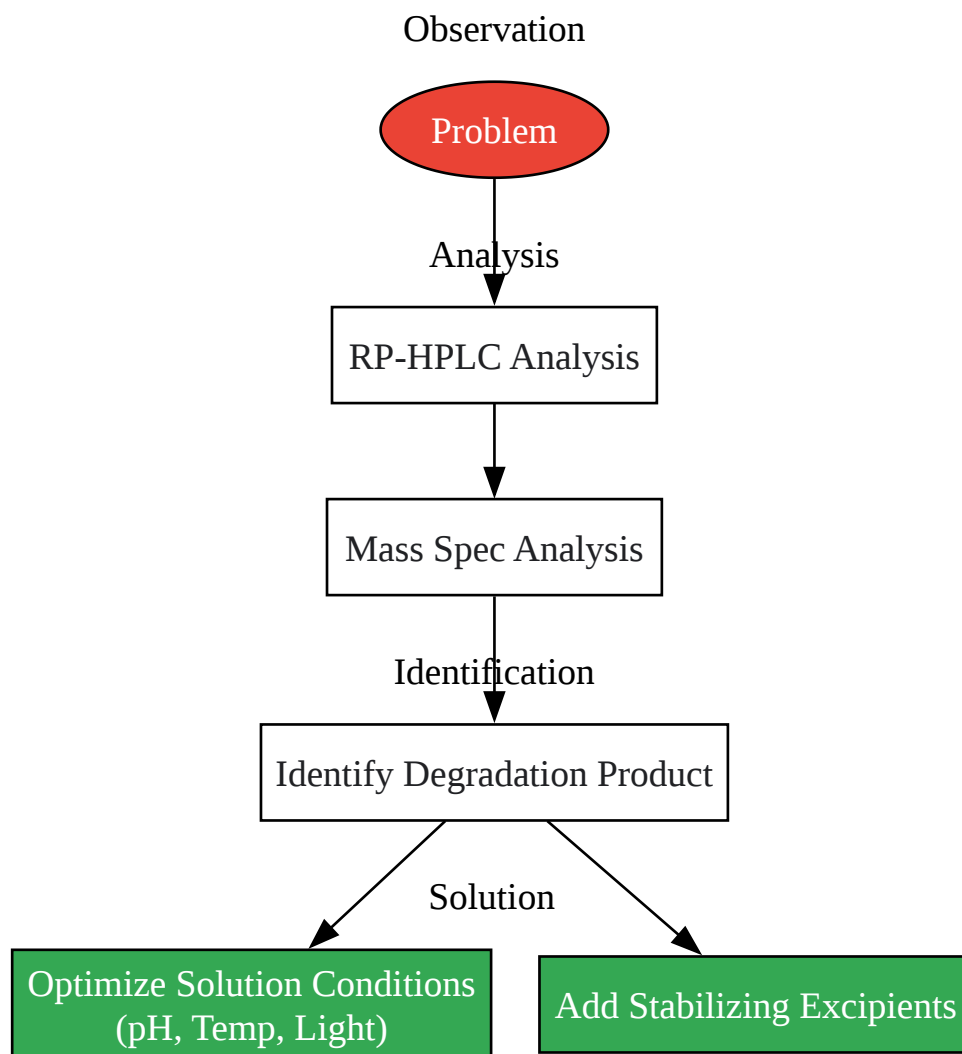 Observation
Problem
Analysis
RP-HPLC Analysis
Mass Spec Analysis
Identification
Identify Degradation Product
Solution
Optimize Solution Conditions
(pH, Temp, Light)
Add Stabilizing Excipients